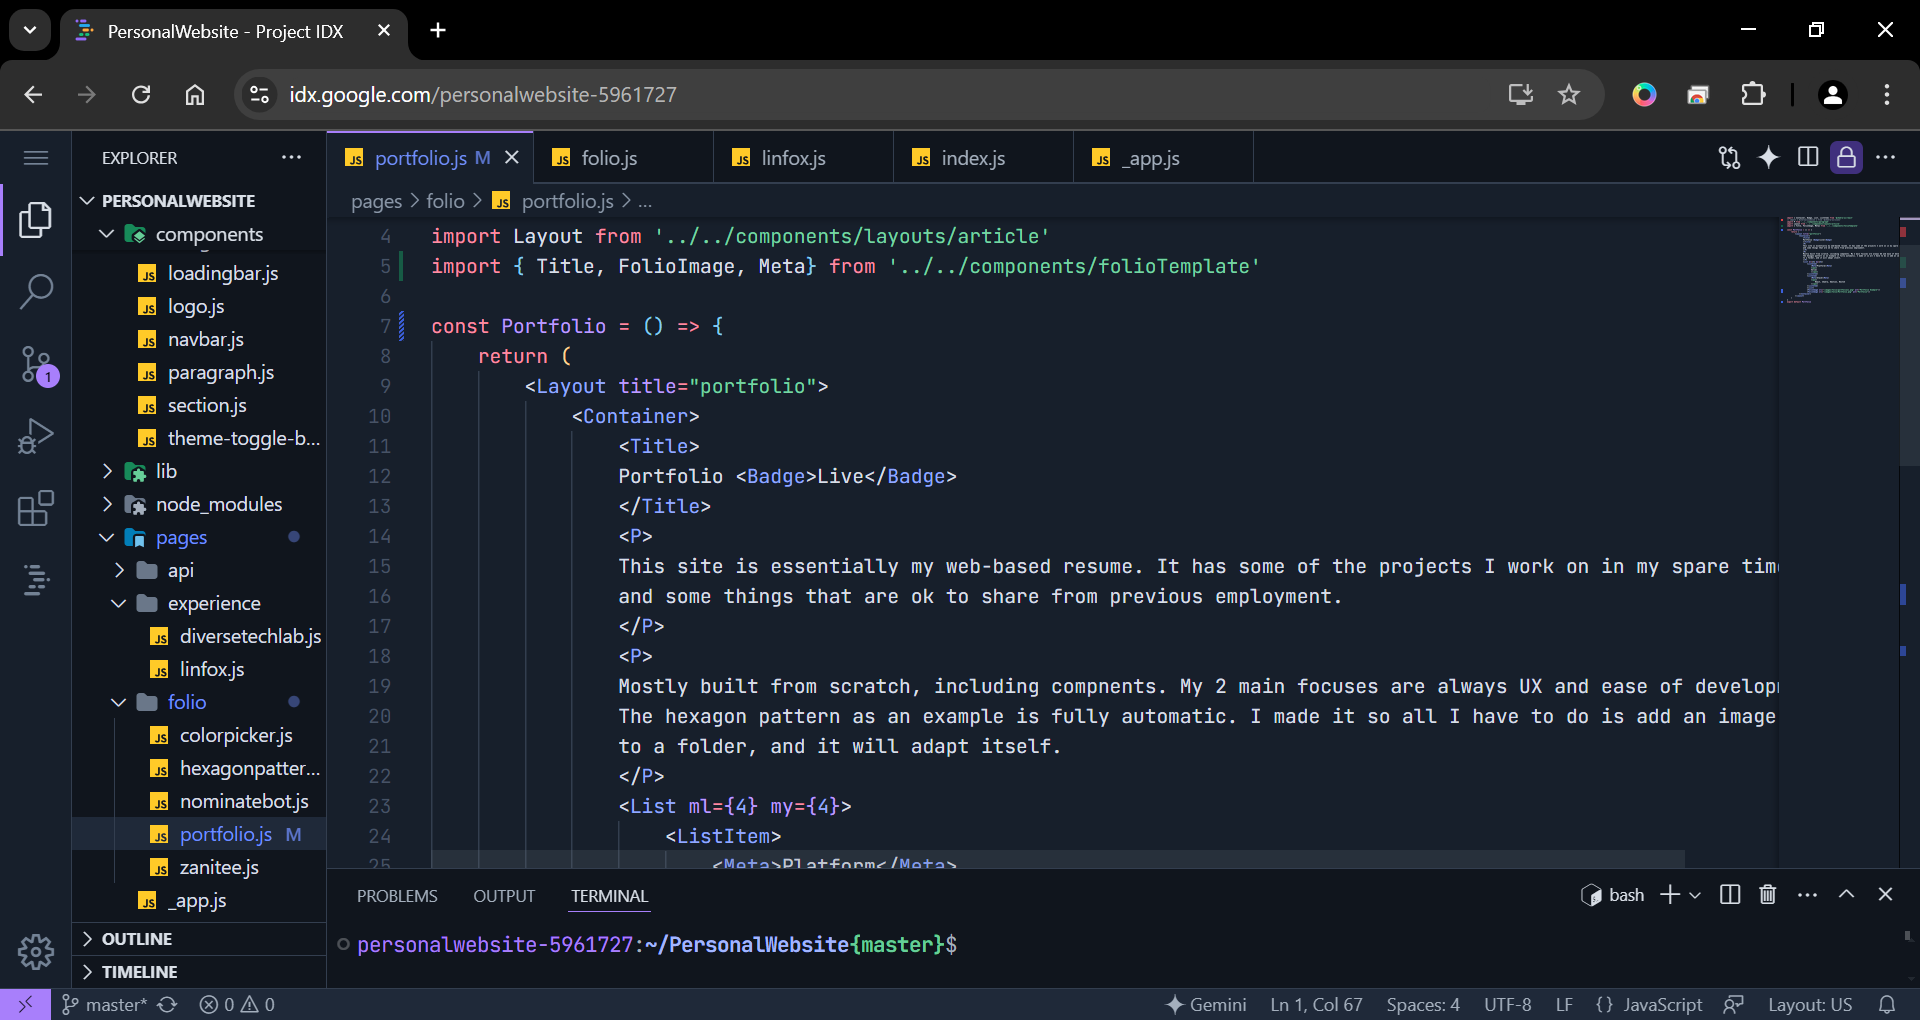 PersonalWebsite - Project IDX
idx.google.com/personalwebsite-5961727
EXPLORER
PERSONALWEBSITE
components
loadingbar.js
logo.js
navbar.js
paragraph.js
section.js
theme-toggle-b...
lib
node_modules
pages
api
experience
diversetechlab.js
linfox.js
folio
colorpicker.js
hexagonpatter...
nominatebot.js
portfolio.js M
zanitee.js
_app.js
OUTLINE
TIMELINE
1
portfolio.js M
folio.js
linfox.js
index.js
_app.js
pages > folio > portfolio.js > ...
4 import Layout from '../../components/layouts/article'
5 import { Title, FolioImage, Meta} from '../../components/folioTemplate'
6
7 const Portfolio = () => {
8 return (
9 <Layout title="portfolio">
10 <Container>
11 <Title>
12 Portfolio <Badge>Live</Badge>
13 </Title>
14 <P>
15 This site is essentially my web-based resume. It has some of the projects I work on in my spare tim
16 and some things that are ok to share from previous employment.
17 </P>
18 <P>
19 Mostly built from scratch, including compnents. My 2 main focuses are always UX and ease of develop
20 The hexagon pattern as an example is fully automatic. I made it so all I have to do is add an image
21 to a folder, and it will adapt itself.
22 </P>
23 <List ml={4} my={4}>
24 <ListItem>
25 <Meta>Platform</Meta>
PROBLEMS OUTPUT TERMINAL
bash
personalwebsite-5961727:~/PersonalWebsite{master}$
master* 0 0
Gemini Ln 1, Col 67 Spaces: 4 UTF-8 LF {} JavaScript Layout: US